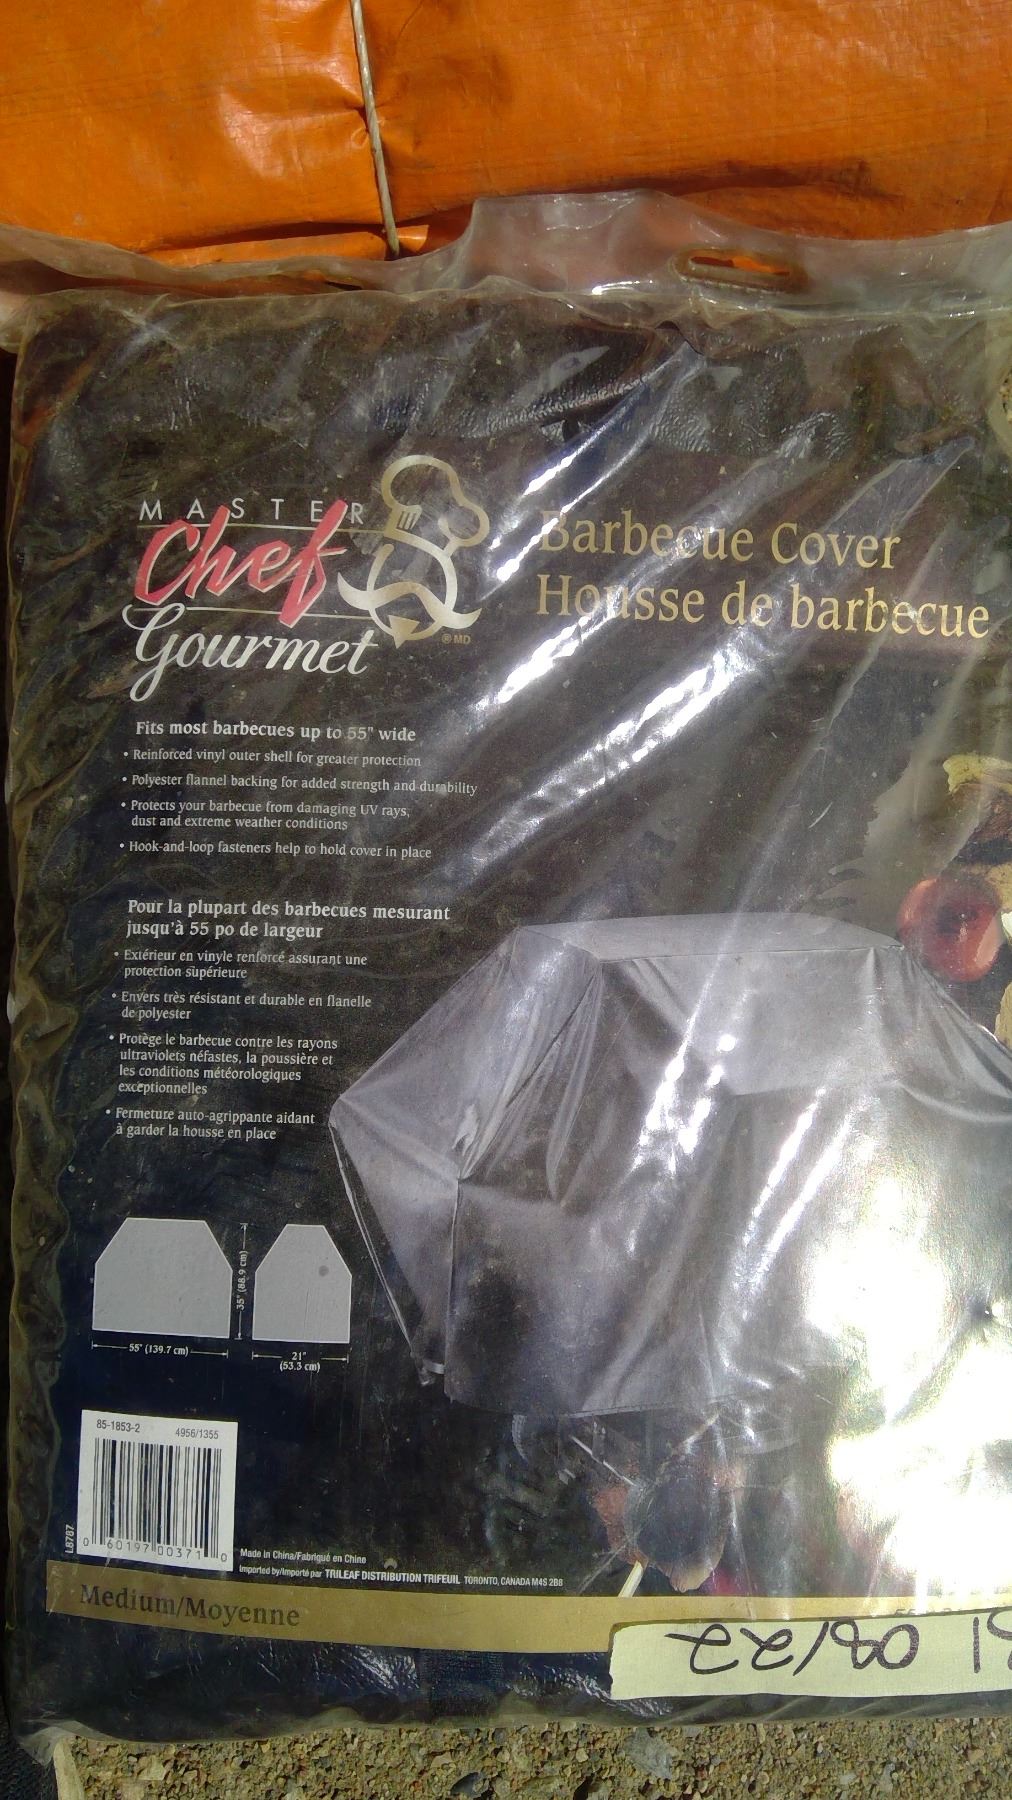 MASTER
Chef
Gourmet
® MD
Barbecue Cover
Housse de barbecue
Fits most barbecues up to 55" wide
• Reinforced vinyl outer shell for greater protection
• Polyester flannel backing for added strength and durability
• Protects your barbecue from damaging UV rays,
dust and extreme weather conditions
• Hook-and-loop fasteners help to hold cover in place
Pour la plupart des barbecues mesurant
jusqu'à 55 po de largeur
• Extérieur en vinyle renforcé assurant une
protection supérieure
• Envers très résistant et durable en flanelle
de polyester
• Protège le barbecue contre les rayons
ultraviolets néfastes, la poussière et
les conditions météorologiques
exceptionnelles
• Fermeture auto-agrippante aidant
à garder la housse en place
35" (88.9 cm)
55" (139.7 cm)
21"
(53.3 cm)
85-1853-2 4956/1355
0 60197 00371 0
L8787
Made in China/Fabriqué en Chine
Imported by/Importé par TRILEAF DISTRIBUTION TRIFEUIL TORONTO, CANADA M4S 2B8
Medium/Moyenne